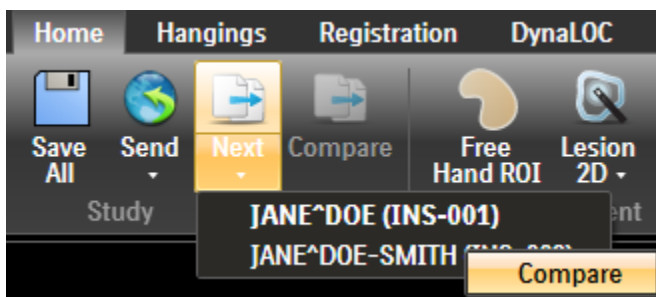 Home Hangings Registration DynaLOC
Save All Send Next Compare Free Hand ROI Lesion 2D
Study
JANE^DOE (INS-001)
JANE^DOE-SMITH
Compare